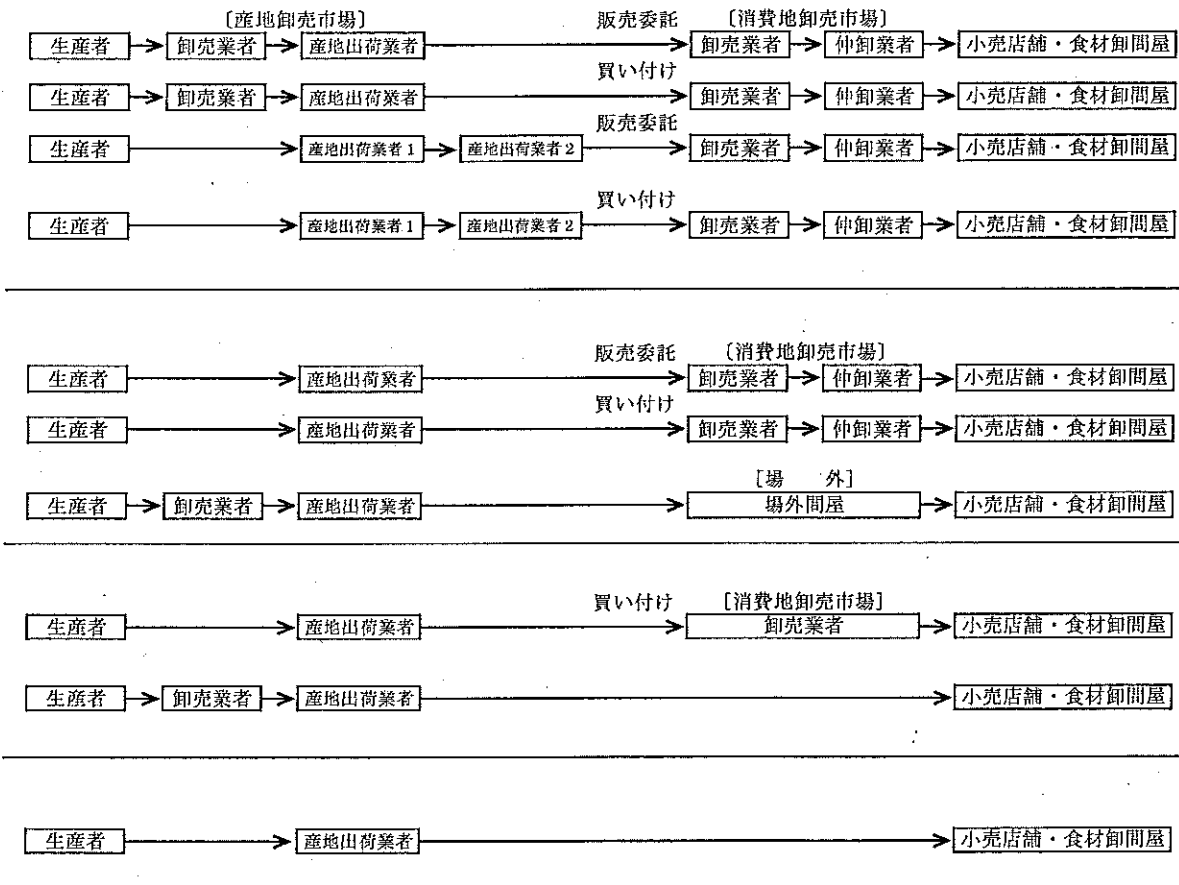 〔産地卸売市場〕 販売委託 〔消費地卸売市場〕
生産者 卸売業者 産地出荷業者 卸売業者 仲卸業者 小売店舗・食材卸問屋
買い付け
生産者 卸売業者 産地出荷業者 卸売業者 仲卸業者 小売店舗・食材卸問屋
販売委託
生産者 産地出荷業者1 産地出荷業者2 卸売業者 仲卸業者 小売店舗・食材卸問屋
買い付け
生産者 産地出荷業者1 産地出荷業者2 卸売業者 仲卸業者 小売店舗・食材卸問屋
販売委託 〔消費地卸売市場〕
生産者 産地出荷業者 卸売業者 仲卸業者 小売店舗・食材卸問屋
買い付け
生産者 産地出荷業者 卸売業者 仲卸業者 小売店舗・食材卸問屋
［場 外］
生産者 卸売業者 産地出荷業者 場外問屋 小売店舗・食材卸問屋
買い付け ［消費地卸売市場］
生産者 産地出荷業者 卸売業者 小売店舗・食材卸問屋
生産者 卸売業者 産地出荷業者 小売店舗・食材卸問屋
生産者 産地出荷業者 小売店舗・食材卸問屋